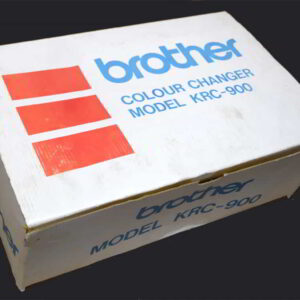 brother
COLOUR CHANGER
MODEL KRC-900
brother
MODEL KRC-900